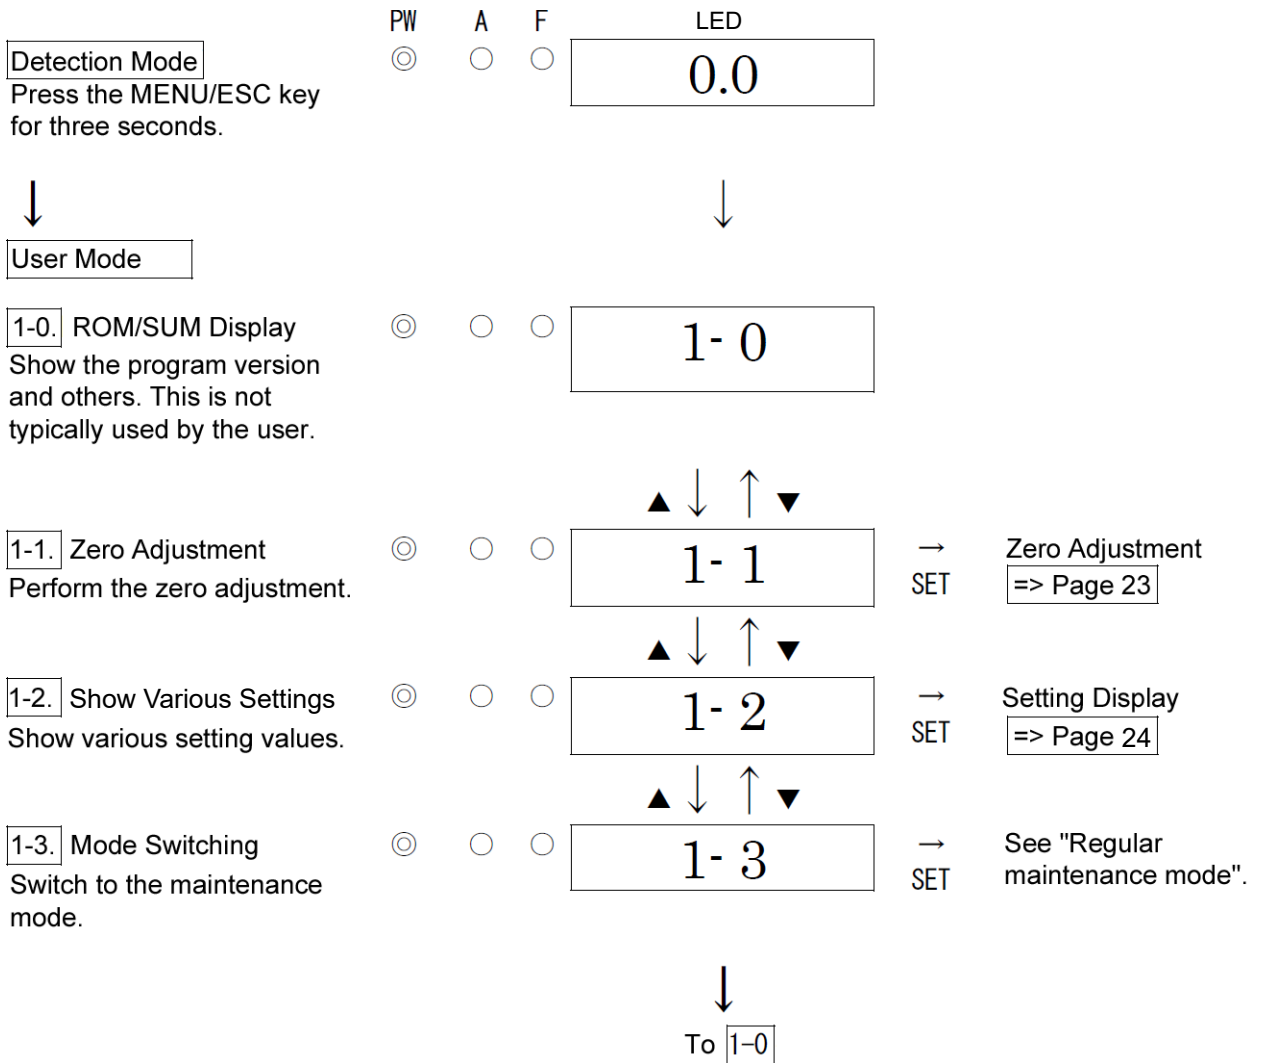 PW A F LED
Detection Mode ◎ ○ ○ 0.0
Press the MENU/ESC key
for three seconds.
↓ ↓
User Mode
1-0. ROM/SUM Display ◎ ○ ○ 1- 0
Show the program version
and others. This is not
typically used by the user.
▲ ↓ ↑ ▼
1-1. Zero Adjustment ◎ ○ ○ 1- 1 → Zero Adjustment
Perform the zero adjustment. SET => Page 23
▲ ↓ ↑ ▼
1-2. Show Various Settings ◎ ○ ○ 1- 2 → Setting Display
Show various setting values. SET => Page 24
▲ ↓ ↑ ▼
1-3. Mode Switching ◎ ○ ○ 1- 3 → See "Regular
Switch to the maintenance SET maintenance mode".
mode.
↓
To 1-0